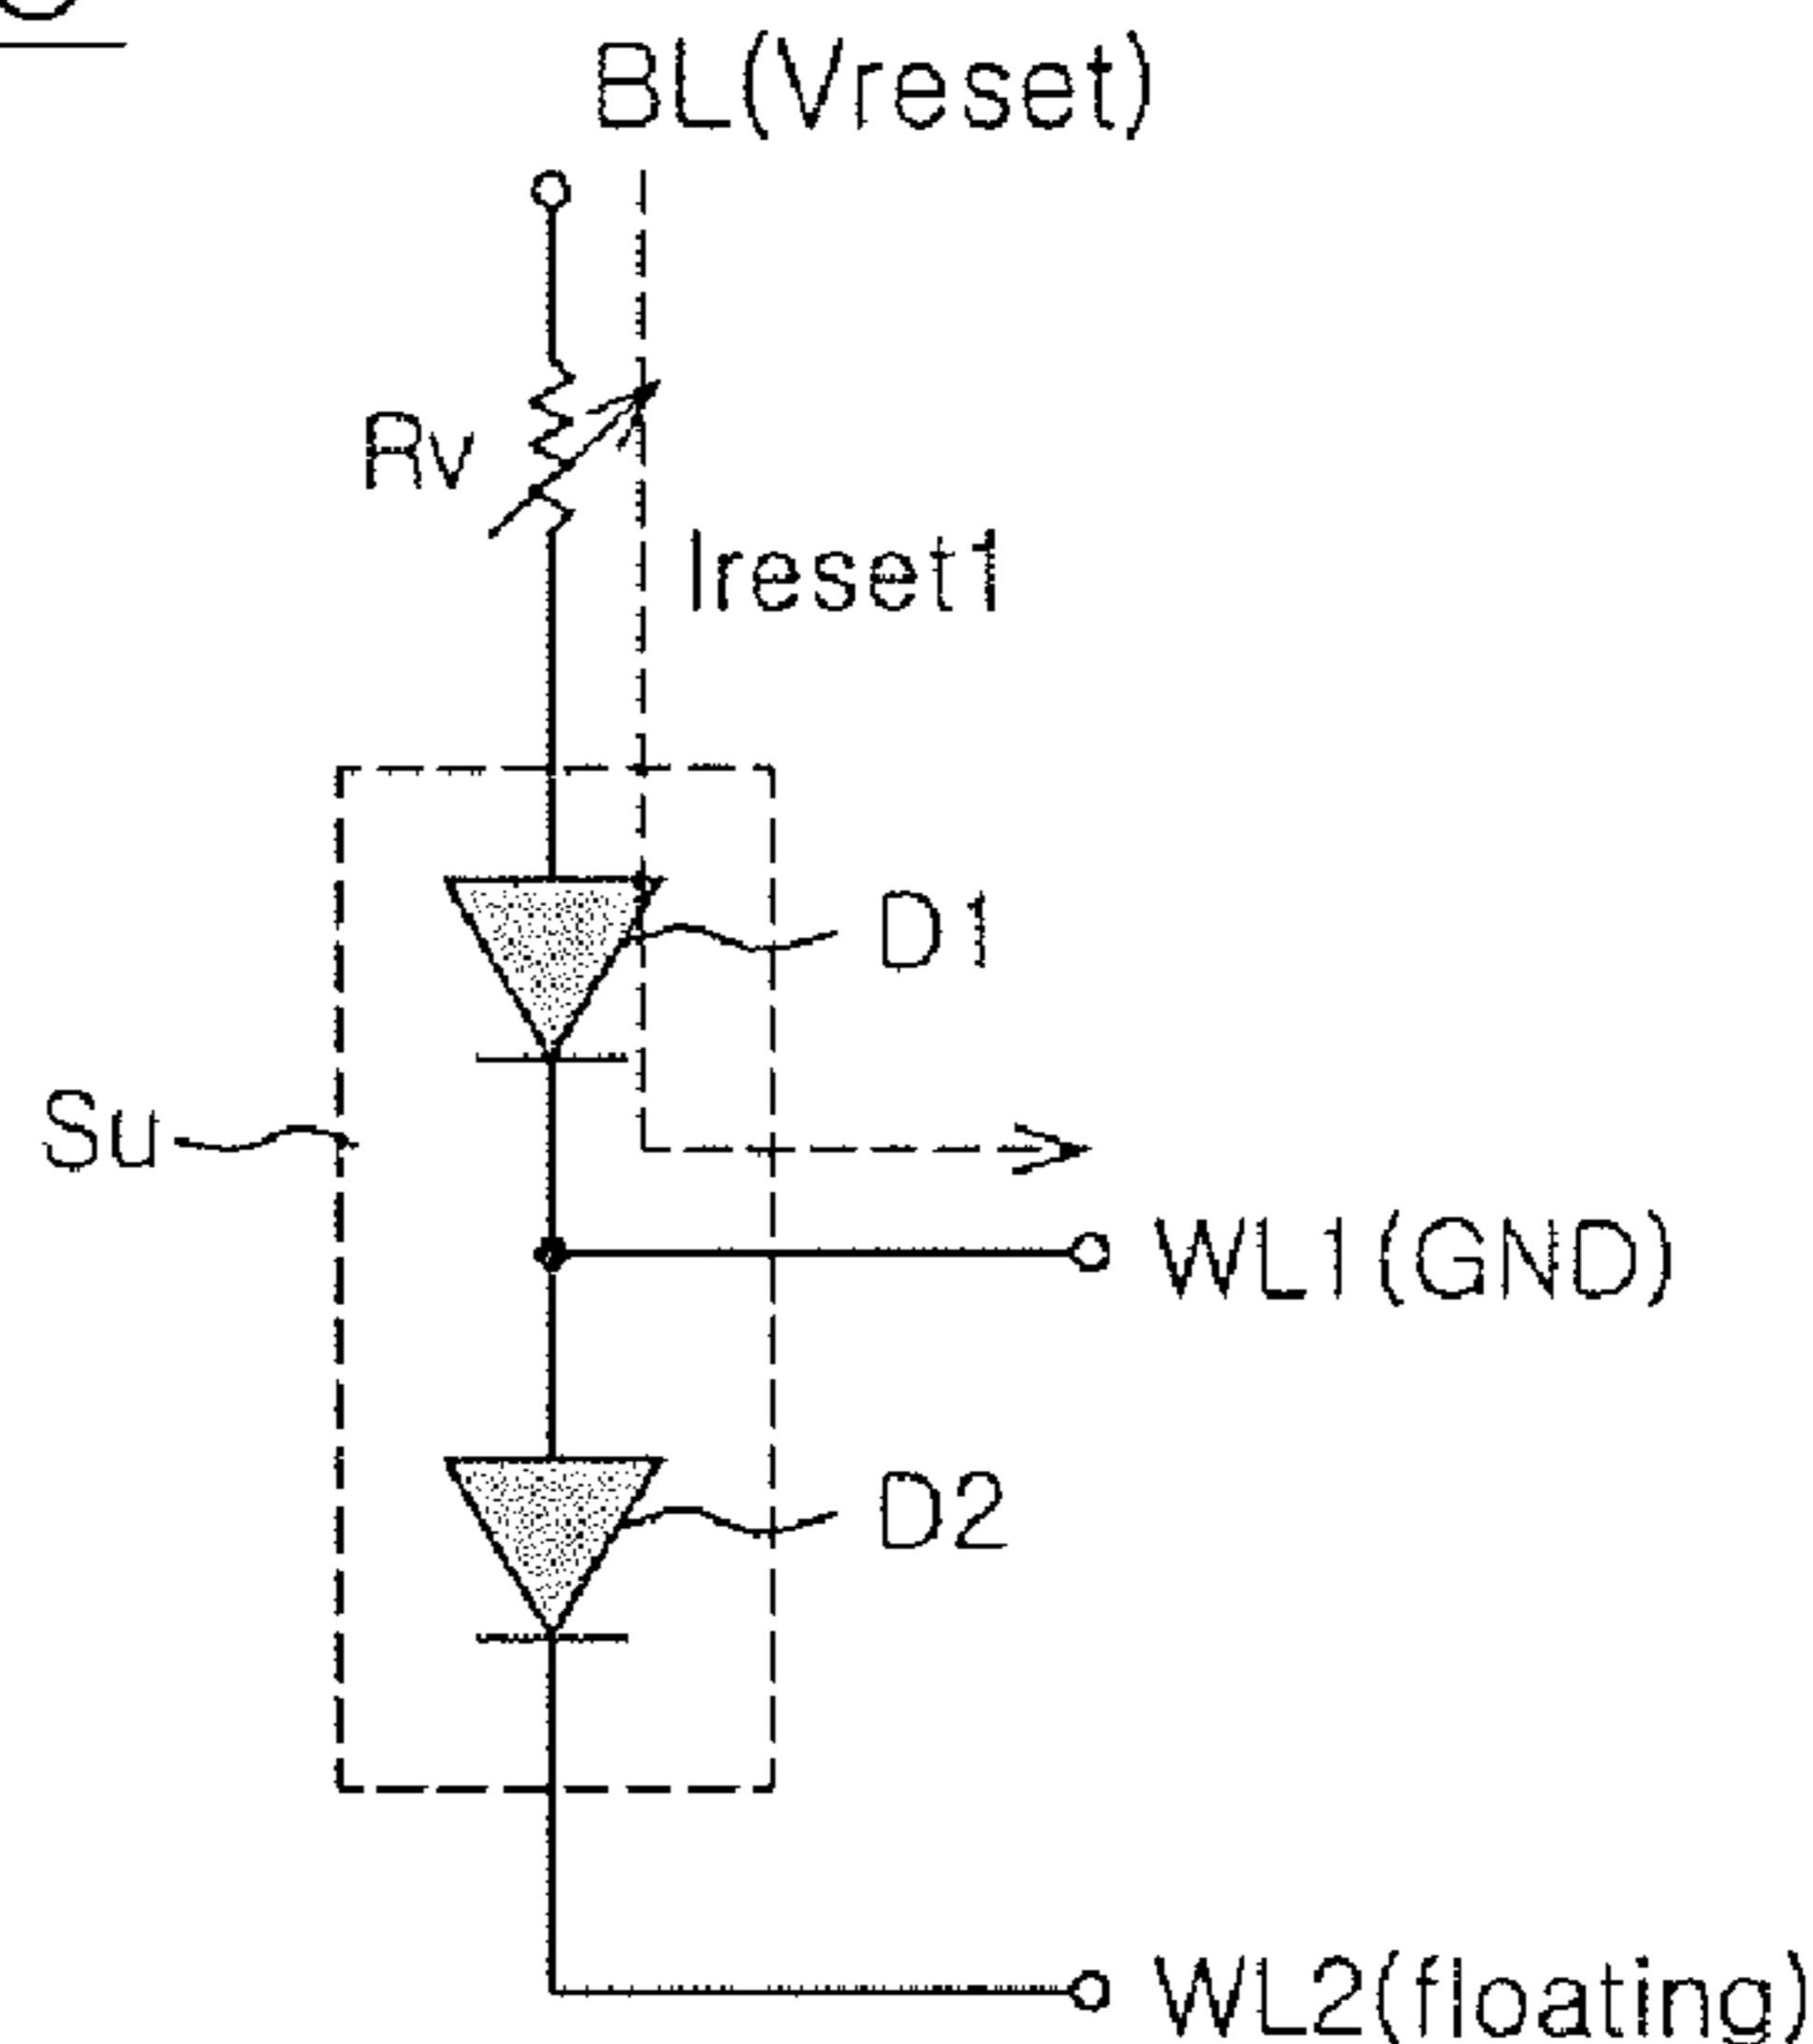 BL(Vreset)
Rv
Ireset1
D1
Su
WL1(GND)
D2
WL2(floating)